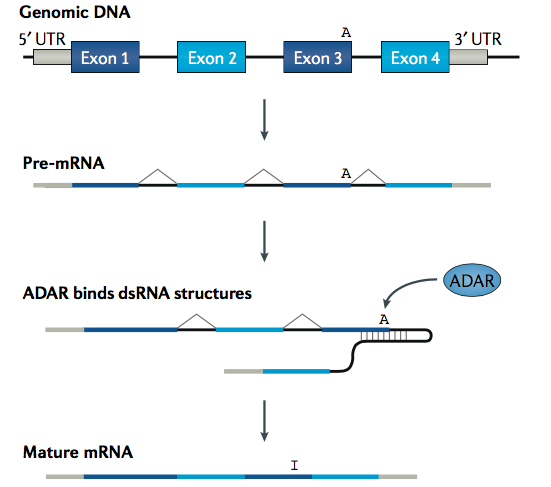 Genomic DNA
A
5′ UTR
3′ UTR
Exon 1 Exon 2 Exon 3 Exon 4
Pre-mRNA
A
ADAR
ADAR binds dsRNA structures
A
Mature mRNA
I